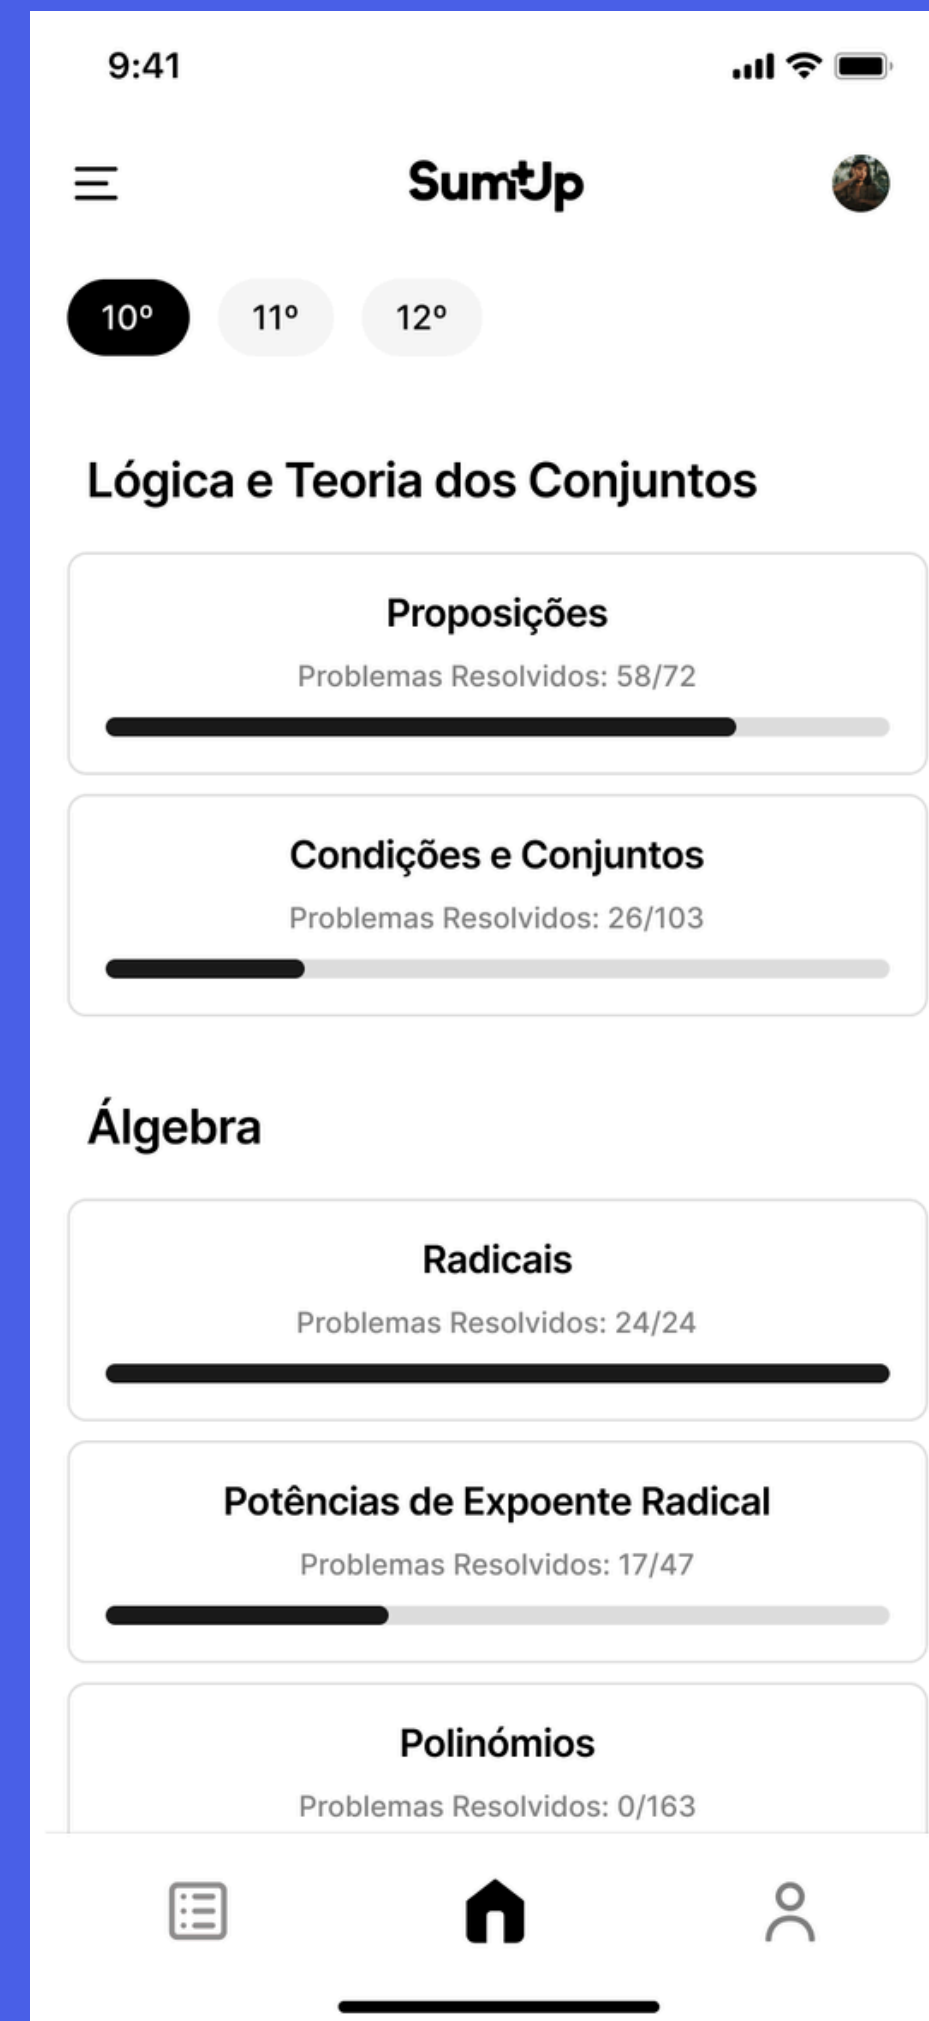 9:41
Sum+Up
10º
11º
12º
Lógica e Teoria dos Conjuntos
Proposições
Problemas Resolvidos: 58/72
Condições e Conjuntos
Problemas Resolvidos: 26/103
Álgebra
Radicais
Problemas Resolvidos: 24/24
Potências de Expoente Radical
Problemas Resolvidos: 17/47
Polinómios
Problemas Resolvidos: 0/163